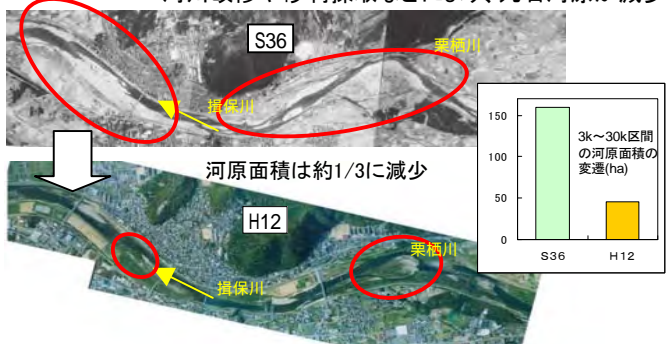 S36
栗栖川
揖保川
河原面積は約1/3に減少
H12
栗栖川
揖保川
150
100
50
0
3k~30k区間
の河原面積の
変遷(ha)
S36
H12